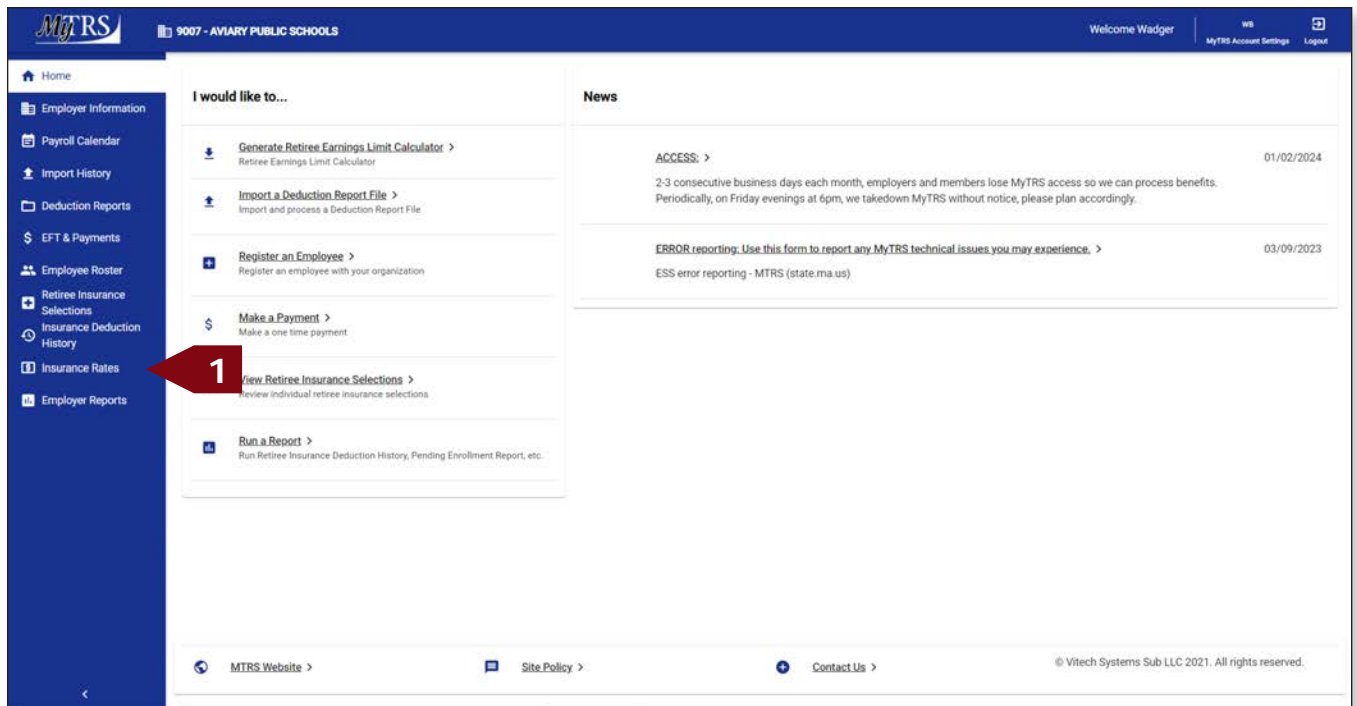 MyTRS
9007 - AVIARY PUBLIC SCHOOLS
Welcome Wadger
WB
MyTRS Account Settings
Logout
Home
Employer Information
Payroll Calendar
Import History
Deduction Reports
EFT & Payments
Employee Roster
Retiree Insurance
Selections
Insurance Deduction
History
Insurance Rates
Employer Reports
1
I would like to...
Generate Retiree Earnings Limit Calculator >
Retiree Earnings Limit Calculator
Import a Deduction Report File >
Import and process a Deduction Report File
Register an Employee >
Register an employee with your organization
Make a Payment >
Make a one time payment
View Retiree Insurance Selections >
Review individual retiree insurance selections
Run a Report >
Run Retiree Insurance Deduction History, Pending Enrollment Report, etc.
News
ACCESS: >
01/02/2024
2-3 consecutive business days each month, employers and members lose MyTRS access so we can process benefits.
Periodically, on Friday evenings at 6pm, we takedown MyTRS without notice, please plan accordingly.
ERROR reporting: Use this form to report any MyTRS technical issues you may experience. >
03/09/2023
ESS error reporting - MTRS (state.ma.us)
MTRS Website >
Site Policy >
Contact Us >
© Vitech Systems Sub LLC 2021. All rights reserved.